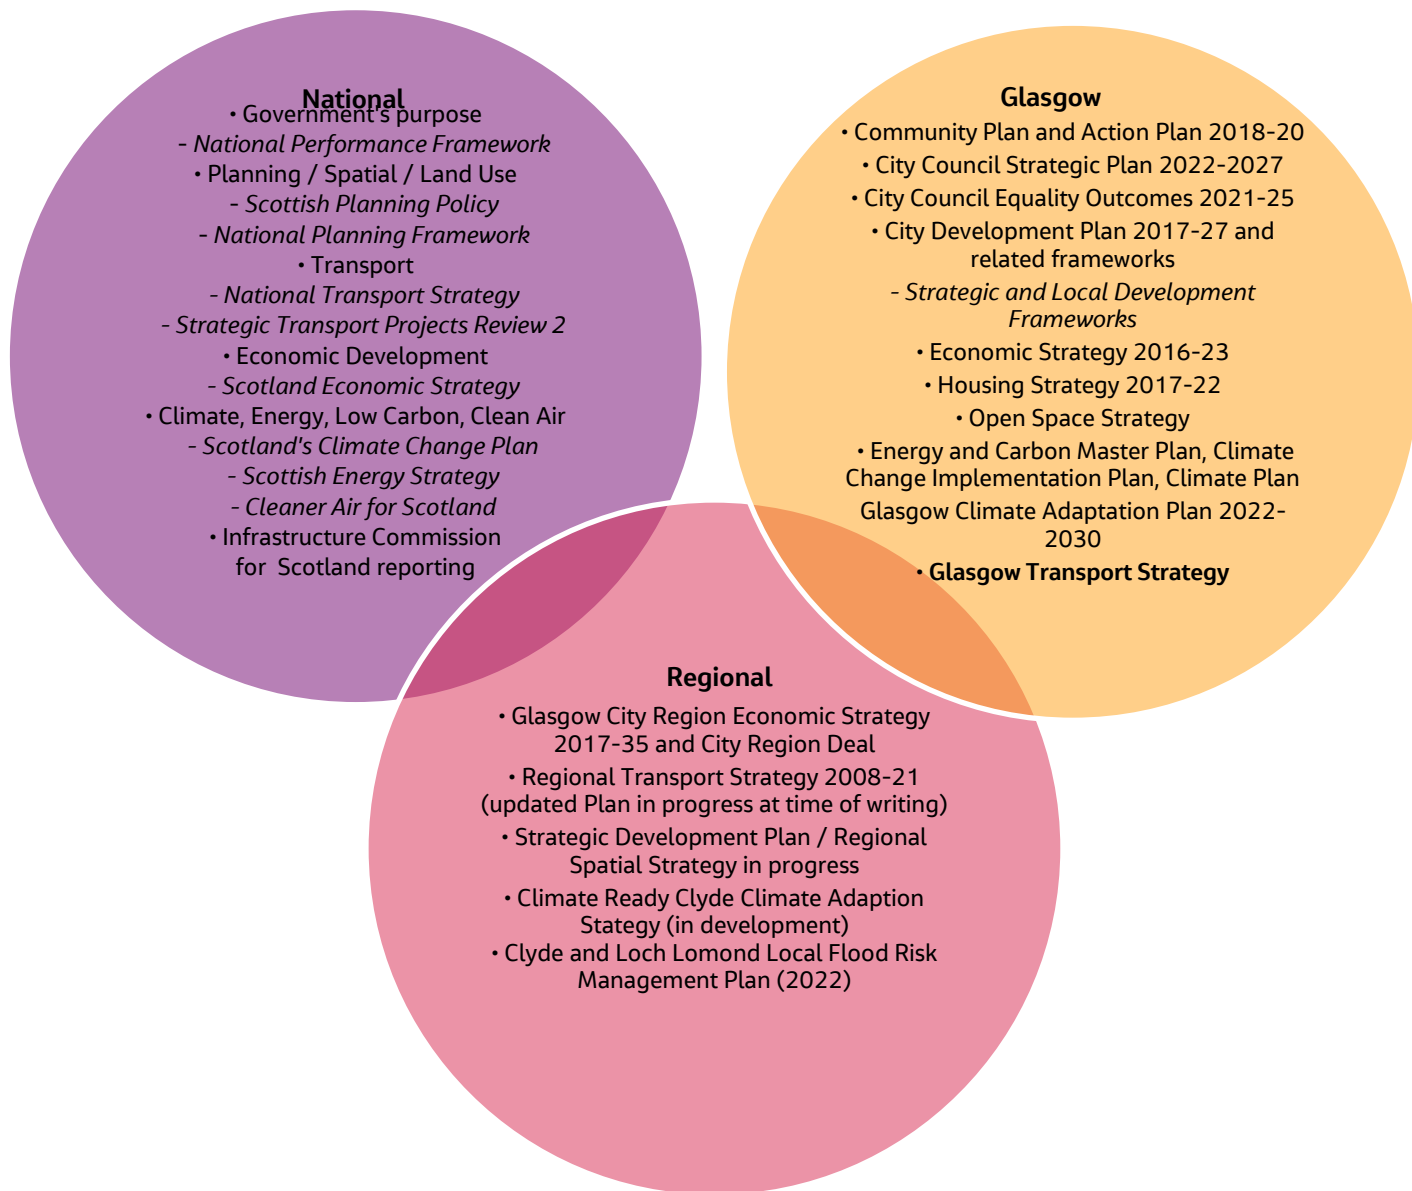 National
• Government's purpose
- National Performance Framework
• Planning / Spatial / Land Use
- Scottish Planning Policy
- National Planning Framework
• Transport
- National Transport Strategy
- Strategic Transport Projects Review 2
• Economic Development
- Scotland Economic Strategy
• Climate, Energy, Low Carbon, Clean Air
- Scotland's Climate Change Plan
- Scottish Energy Strategy
- Cleaner Air for Scotland
• Infrastructure Commission
for Scotland reporting
Glasgow
• Community Plan and Action Plan 2018-20
• City Council Strategic Plan 2022-2027
• City Council Equality Outcomes 2021-25
• City Development Plan 2017-27 and
related frameworks
- Strategic and Local Development
Frameworks
• Economic Strategy 2016-23
• Housing Strategy 2017-22
• Open Space Strategy
• Energy and Carbon Master Plan, Climate
Change Implementation Plan, Climate Plan
Glasgow Climate Adaptation Plan 2022-
2030
• Glasgow Transport Strategy
Regional
• Glasgow City Region Economic Strategy
2017-35 and City Region Deal
• Regional Transport Strategy 2008-21
(updated Plan in progress at time of writing)
• Strategic Development Plan / Regional
Spatial Strategy in progress
• Climate Ready Clyde Climate Adaption
Stategy (in development)
• Clyde and Loch Lomond Local Flood Risk
Management Plan (2022)